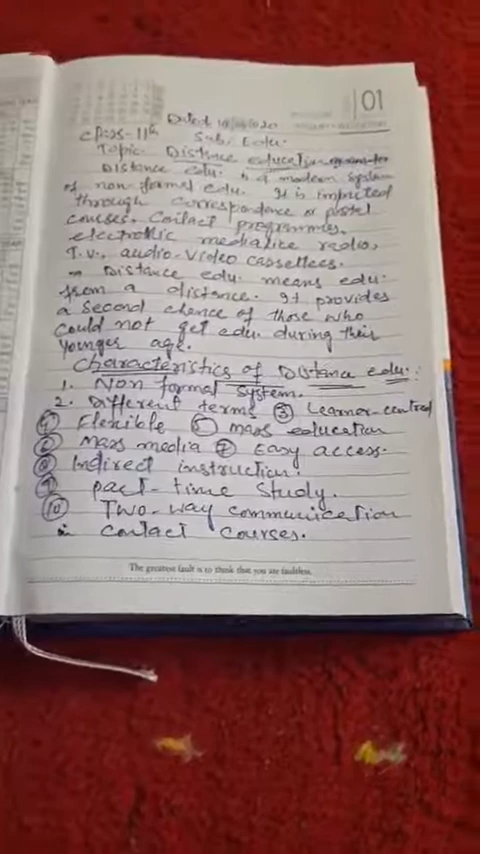 01
Dated 2020
Class-11th Sub. Edu.
Topic. Distance education
Distance edu. is a modern system
of non formal edu. It is imparted
through correspondence or postel
courses. Contact programmes.
electronic media like radio,
T.V., audio-video cassettees.
Distance edu. means edu.
from a distance. It provides
a second chence of those who
could not get edu. during their
younger age.
Characteristics of Distance edu.:
1. Non formal system.
2. Different terms ③ Learner-centred
④ Flexible ⑤ mass education
⑥ Mass media ⑦ Easy access.
⑧ Indirect instruction.
⑨ part-time study.
⑩ Two-way communication
in contact courses.
The greatest fault is to think that you are faultless.